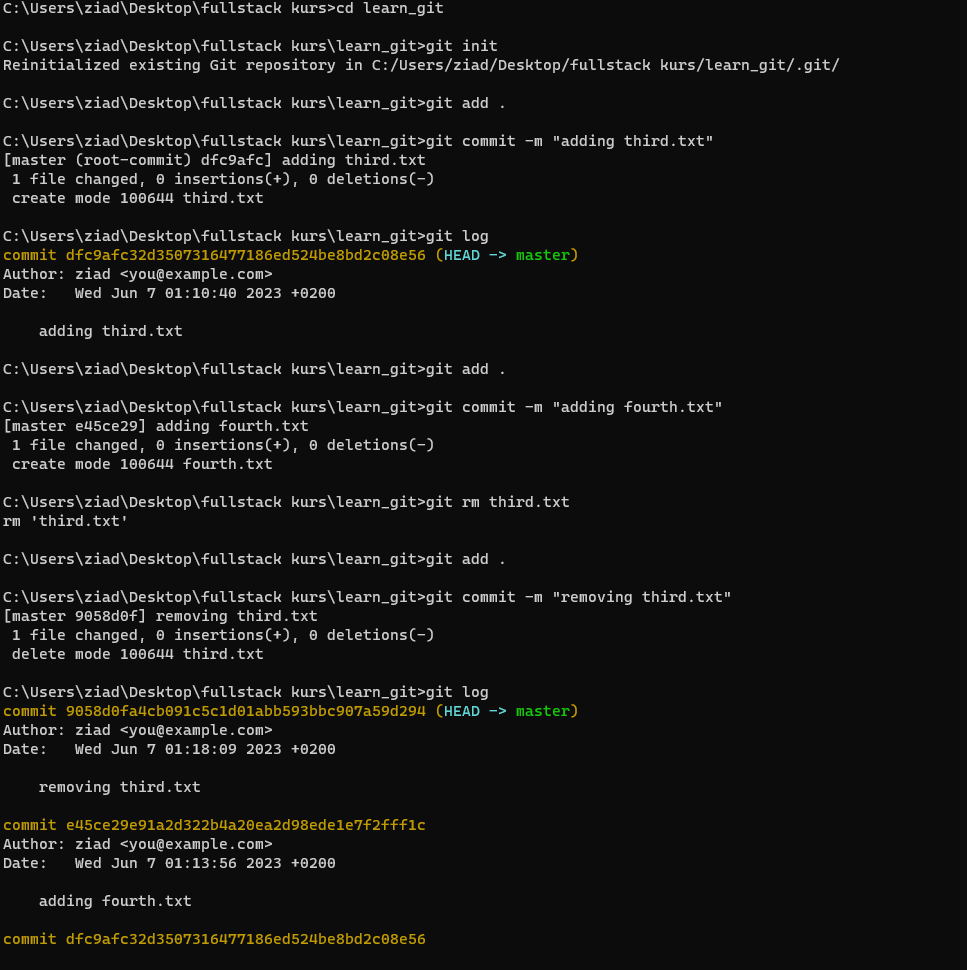 C:\Users\ziad\Desktop\fullstack kurs>cd learn_git
C:\Users\ziad\Desktop\fullstack kurs\learn_git>git init
Reinitialized existing Git repository in C:/Users/ziad/Desktop/fullstack kurs/learn_git/.git/
C:\Users\ziad\Desktop\fullstack kurs\learn_git>git add .
C:\Users\ziad\Desktop\fullstack kurs\learn_git>git commit -m "adding third.txt"
[master (root-commit) dfc9afc] adding third.txt
 1 file changed, 0 insertions(+), 0 deletions(-)
 create mode 100644 third.txt
C:\Users\ziad\Desktop\fullstack kurs\learn_git>git log
commit dfc9afc32d3507316477186ed524be8bd2c08e56 (HEAD -> master)
Author: ziad <you@example.com>
Date:   Wed Jun 7 01:10:40 2023 +0200
    adding third.txt
C:\Users\ziad\Desktop\fullstack kurs\learn_git>git add .
C:\Users\ziad\Desktop\fullstack kurs\learn_git>git commit -m "adding fourth.txt"
[master e45ce29] adding fourth.txt
 1 file changed, 0 insertions(+), 0 deletions(-)
 create mode 100644 fourth.txt
C:\Users\ziad\Desktop\fullstack kurs\learn_git>git rm third.txt
rm 'third.txt'
C:\Users\ziad\Desktop\fullstack kurs\learn_git>git add .
C:\Users\ziad\Desktop\fullstack kurs\learn_git>git commit -m "removing third.txt"
[master 9058d0f] removing third.txt
 1 file changed, 0 insertions(+), 0 deletions(-)
 delete mode 100644 third.txt
C:\Users\ziad\Desktop\fullstack kurs\learn_git>git log
commit 9058d0fa4cb091c5c1d01abb593bbc907a59d294 (HEAD -> master)
Author: ziad <you@example.com>
Date:   Wed Jun 7 01:18:09 2023 +0200
    removing third.txt
commit e45ce29e91a2d322b4a20ea2d98ede1e7f2fff1c
Author: ziad <you@example.com>
Date:   Wed Jun 7 01:13:56 2023 +0200
    adding fourth.txt
commit dfc9afc32d3507316477186ed524be8bd2c08e56